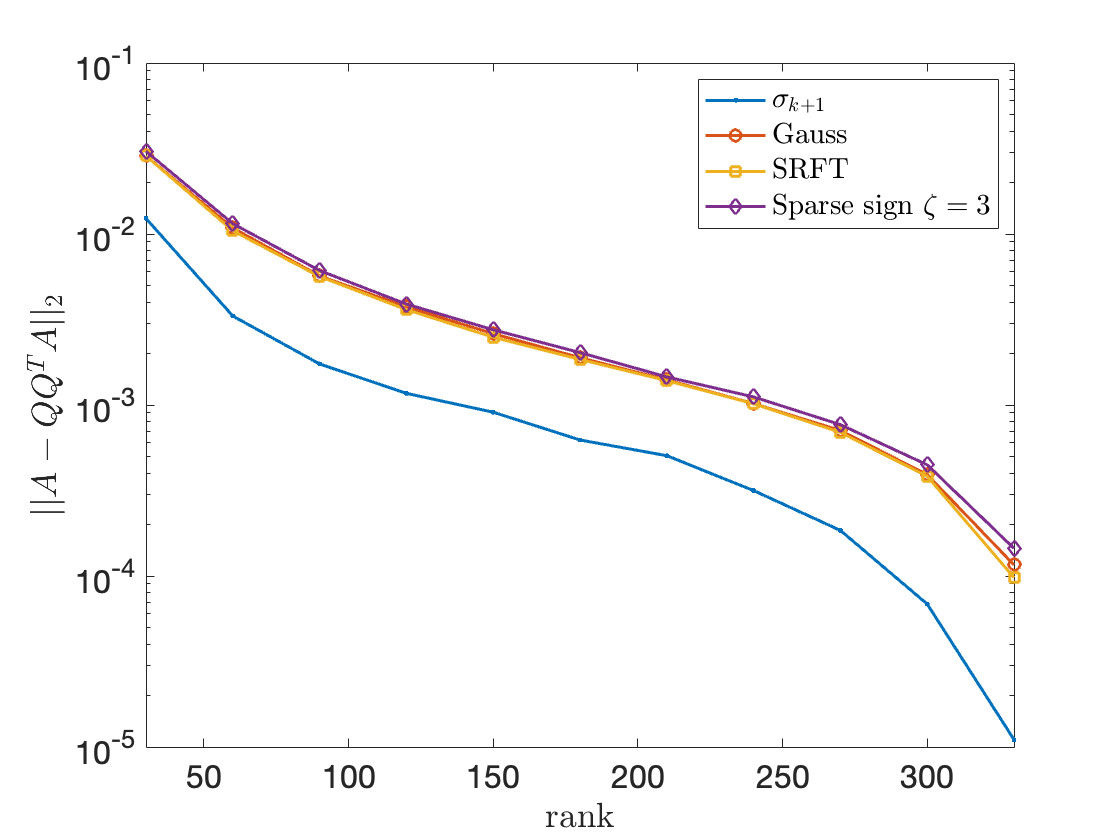 10^-1
10^-2
10^-3
10^-4
10^-5
||A − QQ^T A||_2
σ_{k+1}
Gauss
SRFT
Sparse sign ζ = 3
50 100 150 200 250 300
rank